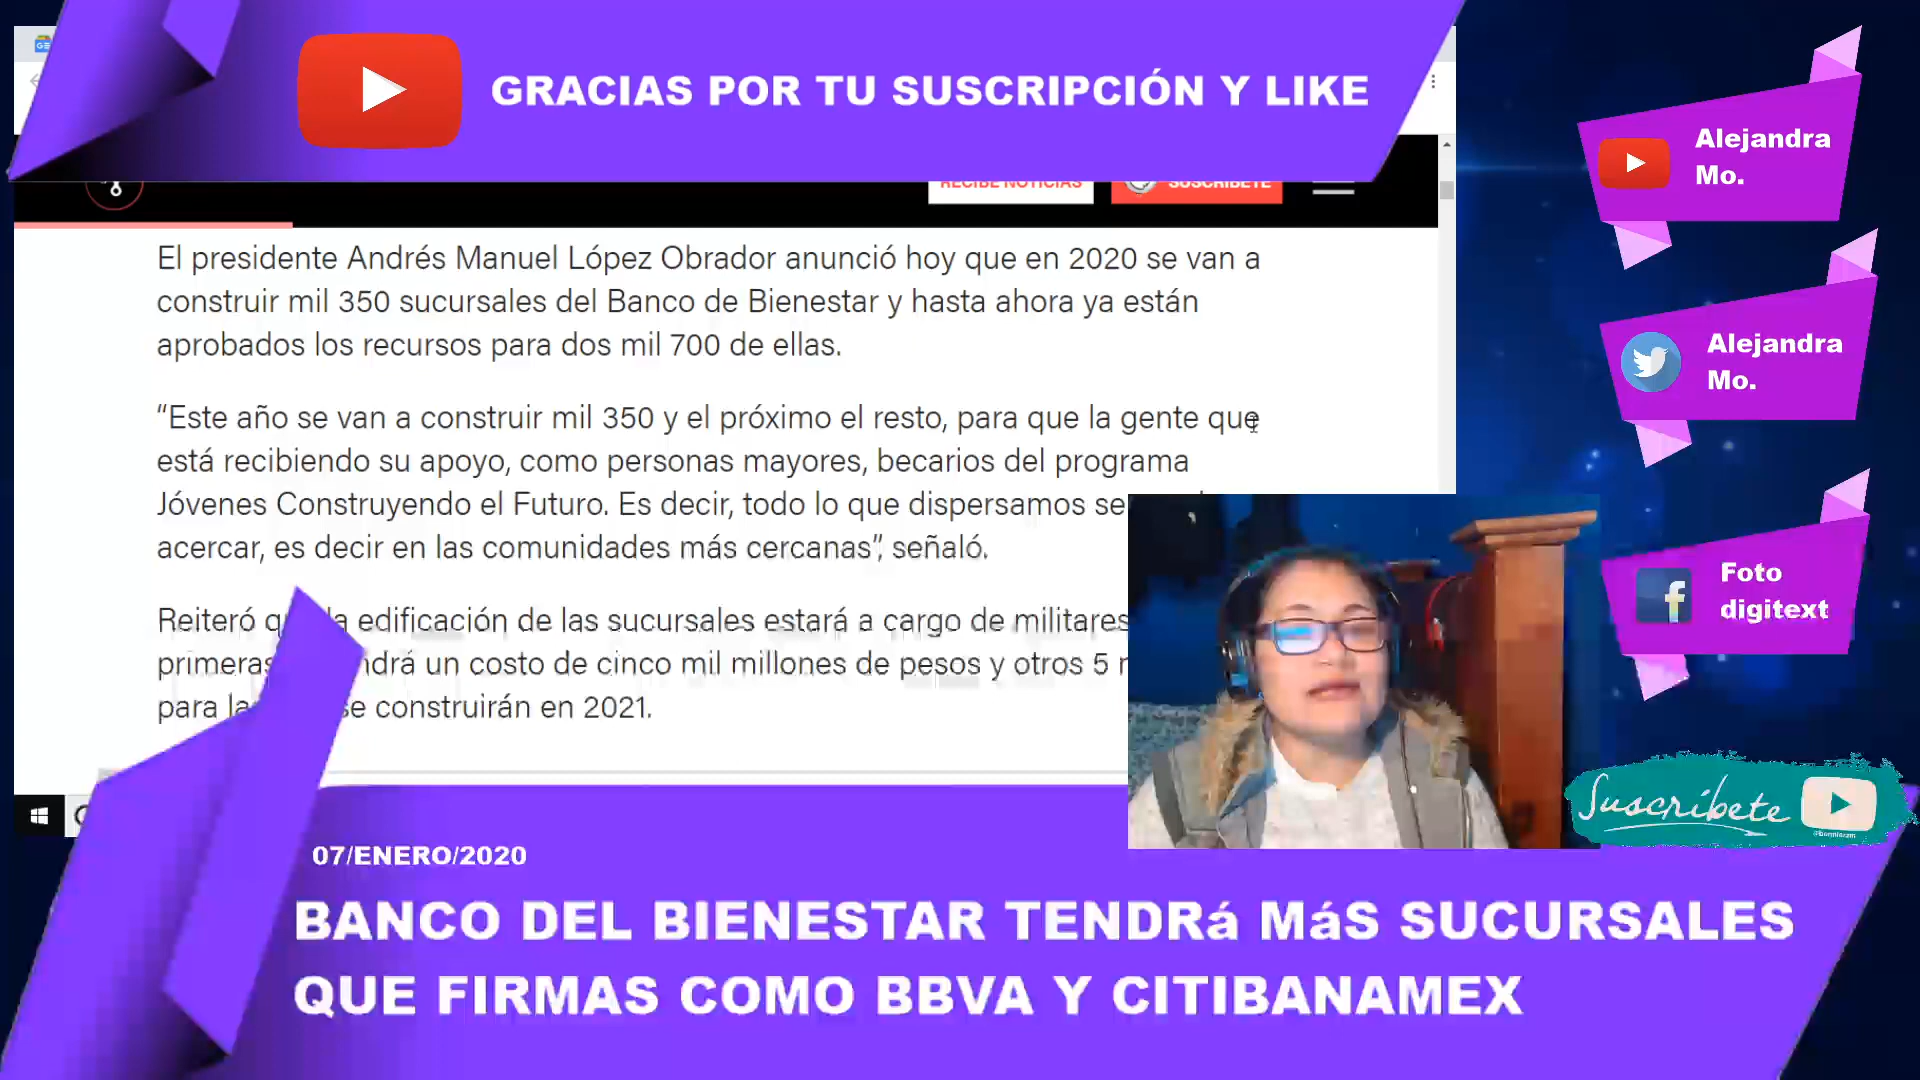 GRACIAS POR TU SUSCRIPCIÓN Y LIKE
RECIBE NOTICIAS
SUSCRÍBETE
El presidente Andrés Manuel López Obrador anunció hoy que en 2020 se van a
construir mil 350 sucursales del Banco de Bienestar y hasta ahora ya están
aprobados los recursos para dos mil 700 de ellas.
“Este año se van a construir mil 350 y el próximo el resto, para que la gente que
está recibiendo su apoyo, como personas mayores, becarios del programa
Jóvenes Construyendo el Futuro. Es decir, todo lo que dispersamos se
acercar, es decir en las comunidades más cercanas”, señaló.
Reiteró edificación de las sucursales estará a cargo de militares
primeras un costo de cinco mil millones de pesos y otros 5
para se construirán en 2021.
Alejandra
Mo.
Alejandra
Mo.
Foto
digitext
Suscríbete
07/ENERO/2020
BANCO DEL BIENESTAR TENDRá MáS SUCURSALES
QUE FIRMAS COMO BBVA Y CITIBANAMEX